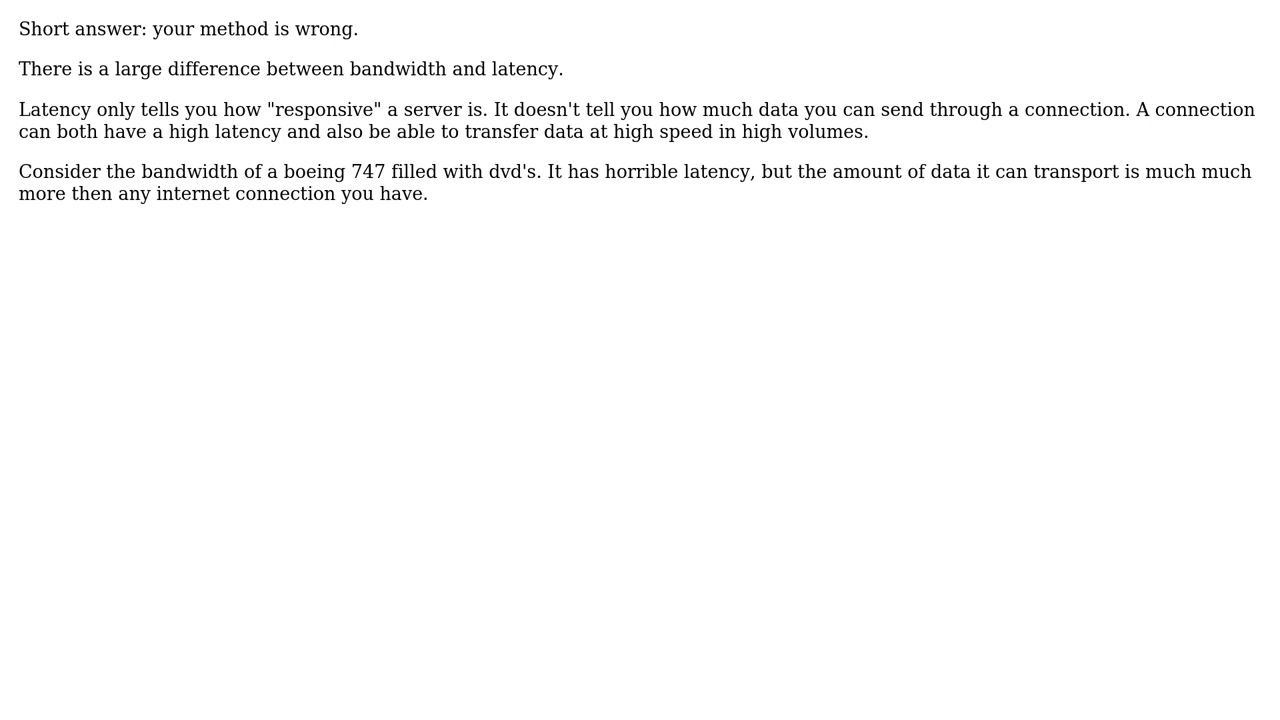 Short answer: your method is wrong.
There is a large difference between bandwidth and latency.
Latency only tells you how "responsive" a server is. It doesn't tell you how much data you can send through a connection. A connection
can both have a high latency and also be able to transfer data at high speed in high volumes.
Consider the bandwidth of a boeing 747 filled with dvd's. It has horrible latency, but the amount of data it can transport is much much
more then any internet connection you have.